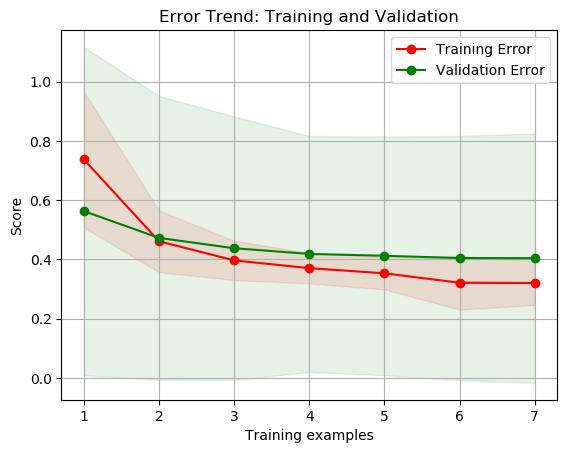 Error Trend: Training and Validation
Training Error
Validation Error
Score
1.0
0.8
0.6
0.4
0.2
0.0
1 2 3 4 5 6 7
Training examples